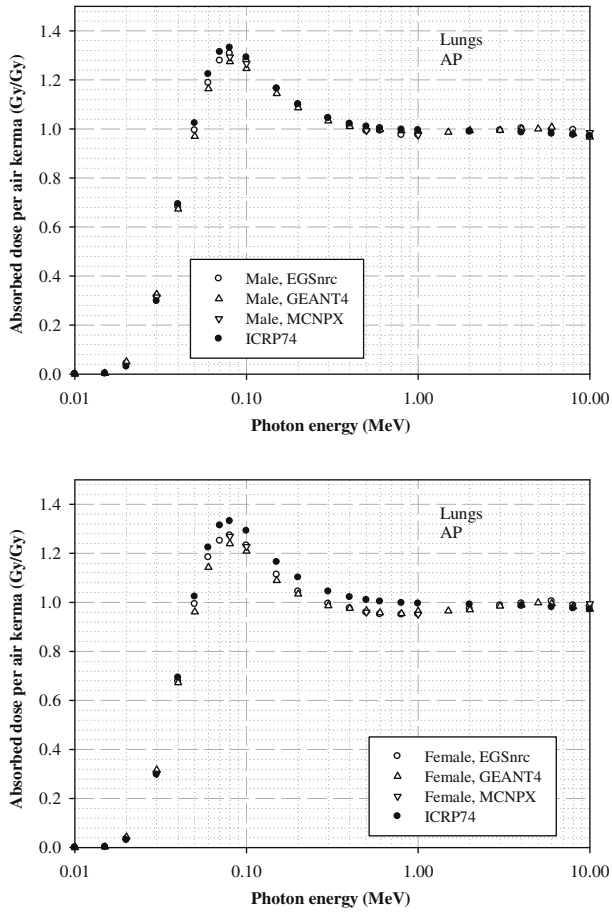 1.4
1.2
1.0
0.8
0.6
0.4
0.2
0.0
Absorbed dose per air kerma (Gy/Gy)
Lungs
AP
Male, EGSnrc
Male, GEANT4
Male, MCNPX
ICRP74
0.01 0.10 1.00 10.00
Photon energy (MeV)
1.4
1.2
1.0
0.8
0.6
0.4
0.2
0.0
Absorbed dose per air kerma (Gy/Gy)
Lungs
AP
Female, EGSnrc
Female, GEANT4
Female, MCNPX
ICRP74
0.01 0.10 1.00 10.00
Photon energy (MeV)